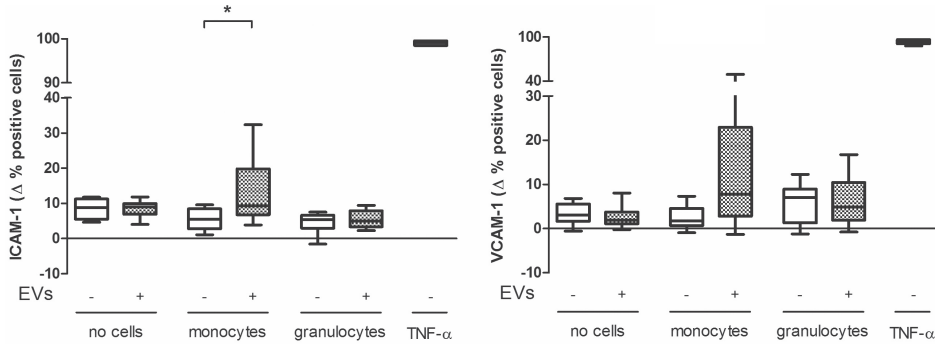 *
ICAM-1 (Δ % positive cells)
100
90
40
30
20
10
0
-10
EVs - + - + - + -
no cells monocytes granulocytes TNF-α
VCAM-1 (Δ % positive cells)
100
40
30
20
10
0
-10
EVs - + - + - + -
no cells monocytes granulocytes TNF-α